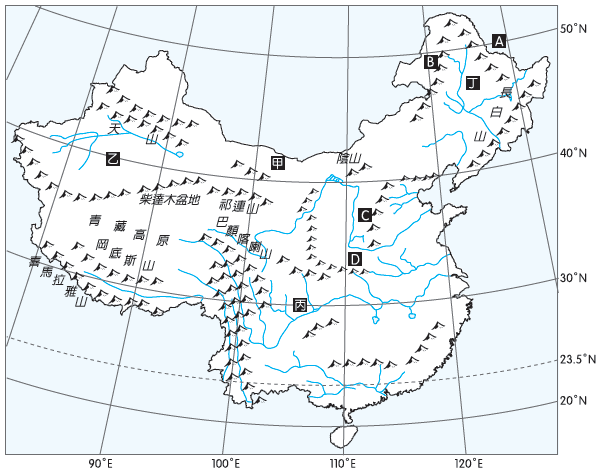 50°N
A
B
丁
長白山
天山
乙
甲
陰山
40°N
柴達木盆地
祁連山
巴顏喀喇山
C
D
青藏高原
岡底斯山
喜馬拉雅山
30°N
丙
23.5°N
20°N
90°E
100°E
110°E
120°E